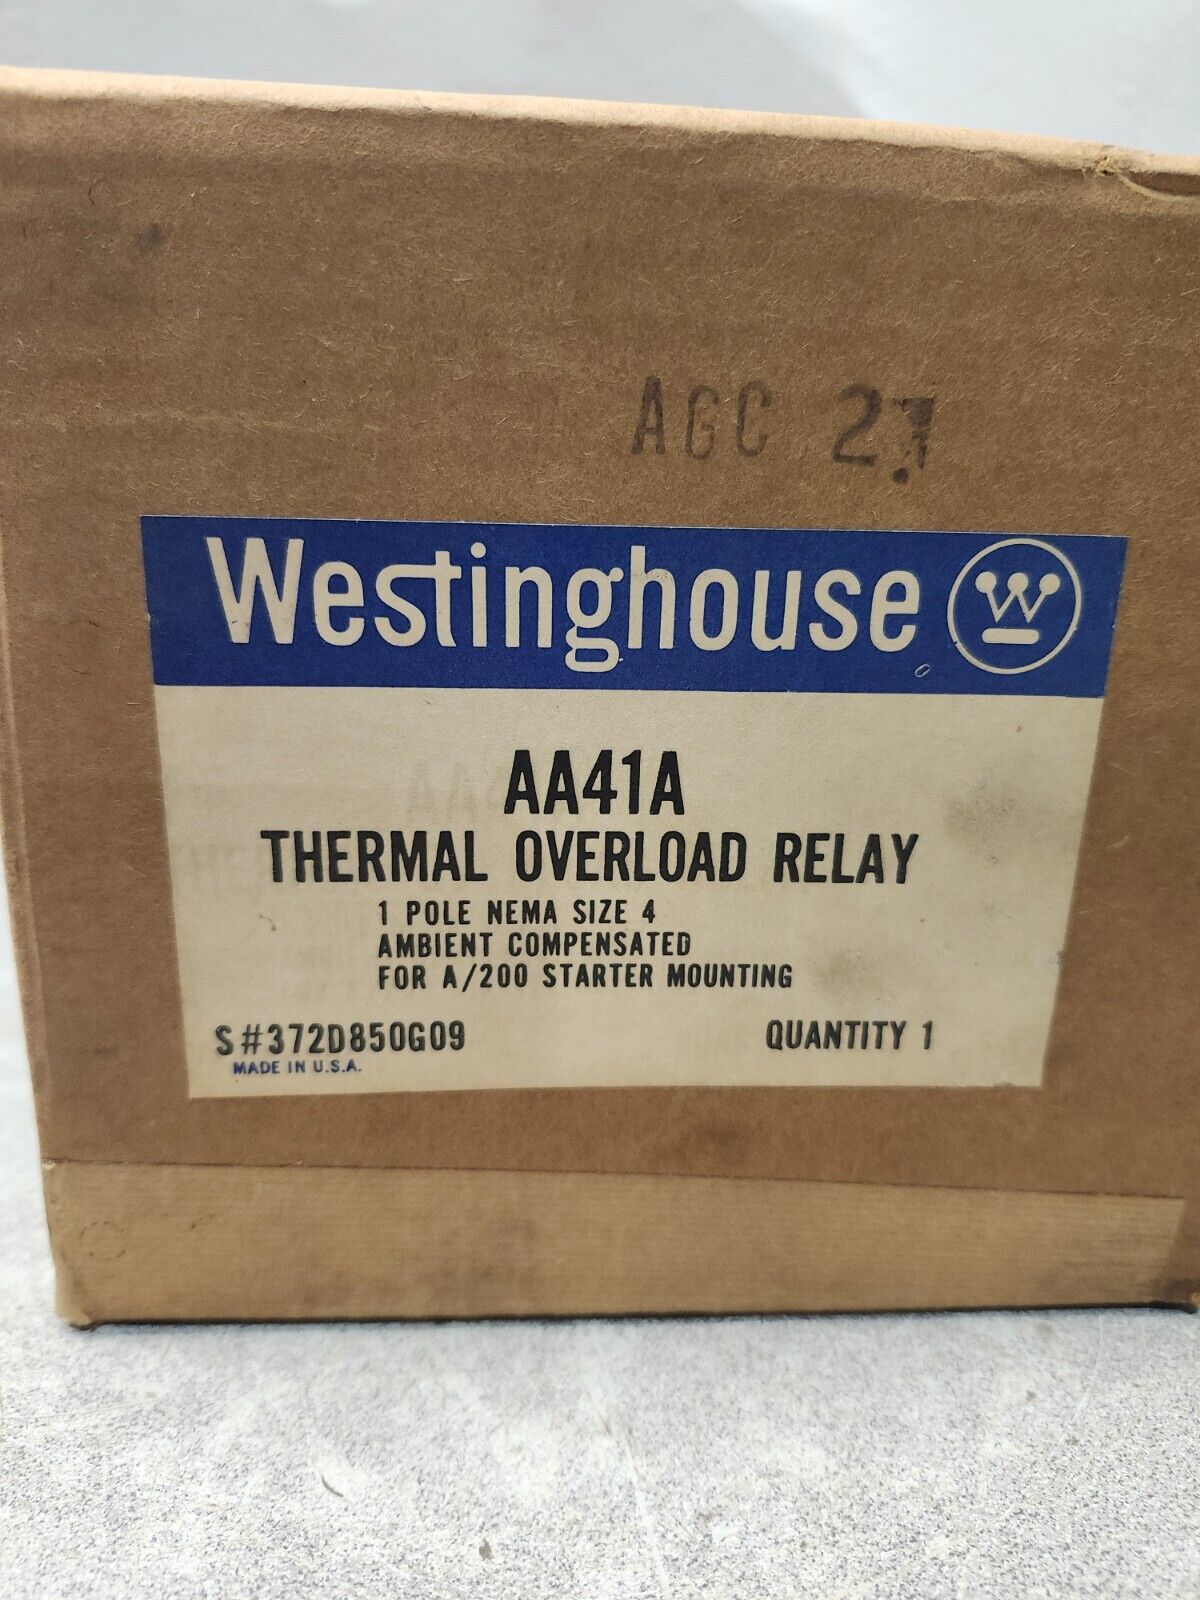 AGC 21
Westinghouse W
AA41A
THERMAL OVERLOAD RELAY
1 POLE NEMA SIZE 4
AMBIENT COMPENSATED
FOR A/200 STARTER MOUNTING
S#372D850G09 QUANTITY 1
MADE IN U.S.A.